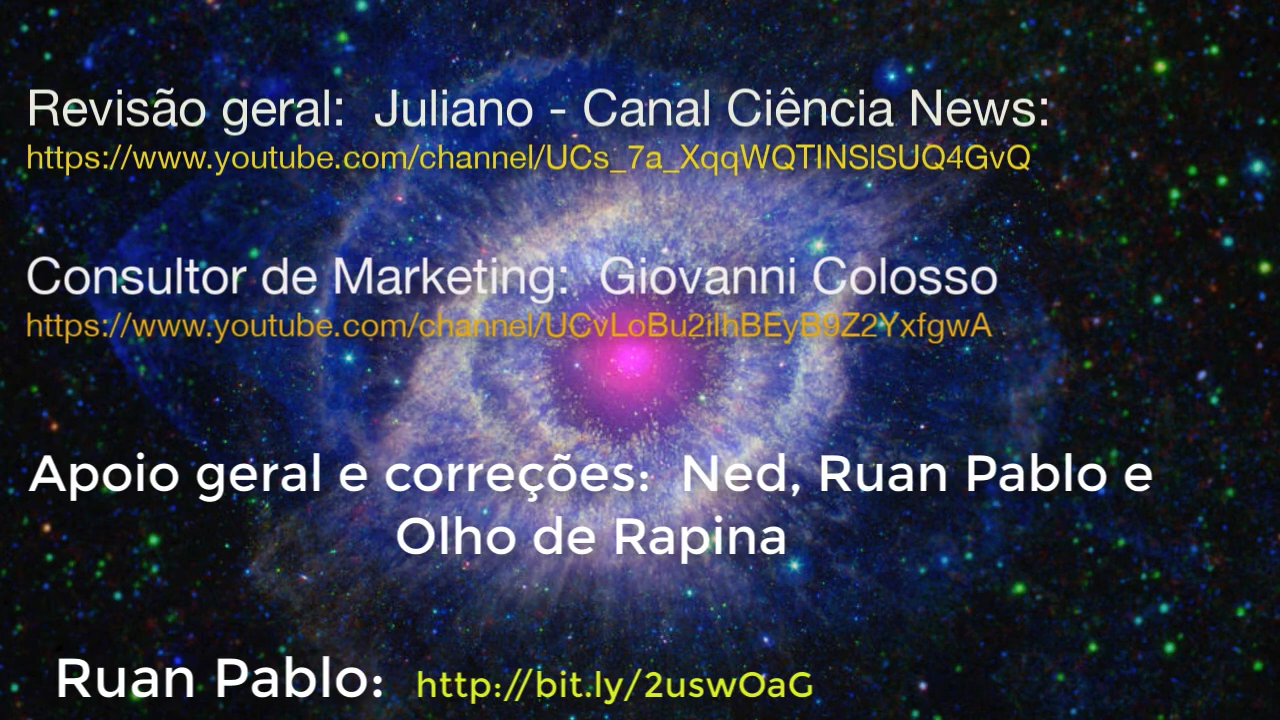 Revisão geral:  Juliano - Canal Ciência News:
https://www.youtube.com/channel/UCs_7a_XqqWQTINSlSUQ4GvQ
Consultor de Marketing:  Giovanni Colosso
https://www.youtube.com/channel/UCvLoBu2ilhBEyB9Z2YxfgwA
Apoio geral e correções:  Ned, Ruan Pablo e
Olho de Rapina
Ruan Pablo:  http://bit.ly/2uswOaG